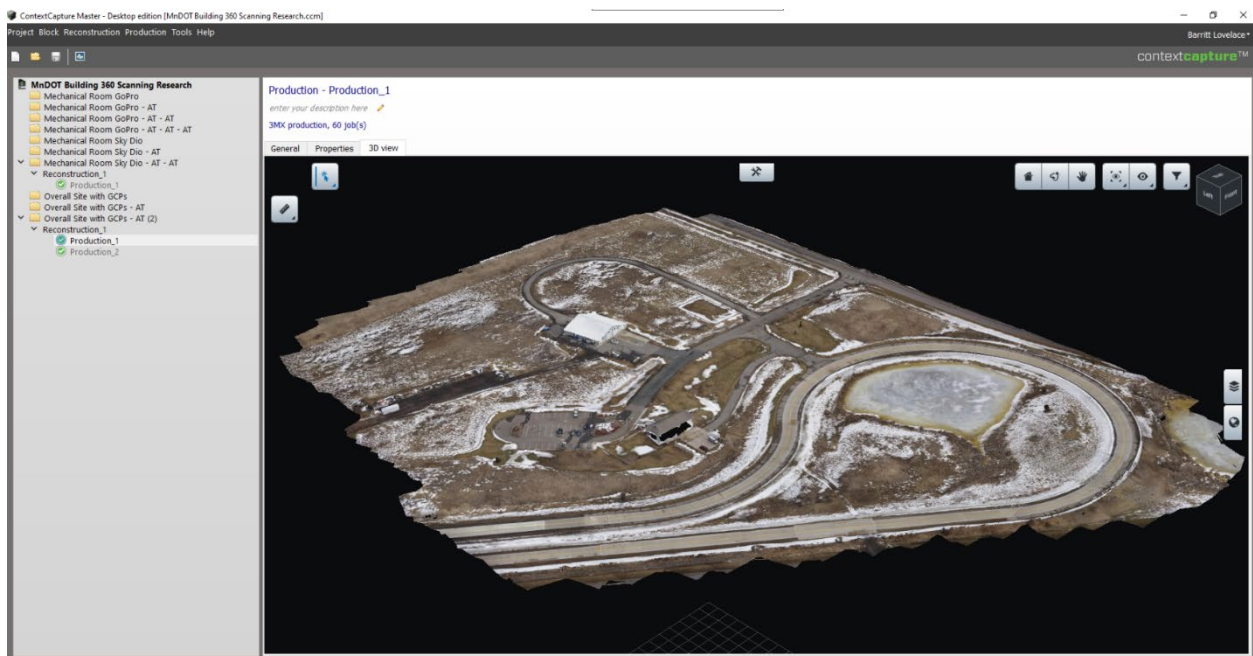 ContextCapture Master - Desktop edition [MnDOT Building 360 Scanning Research.ccm]
Project Block Reconstruction Production Tools Help
Barritt Lovelace
contextcapture™
MnDOT Building 360 Scanning Research
Mechanical Room GoPro
Mechanical Room GoPro - AT
Mechanical Room GoPro - AT - AT
Mechanical Room GoPro - AT - AT - AT
Mechanical Room Sky Dio
Mechanical Room Sky Dio - AT
Mechanical Room Sky Dio - AT - AT
Reconstruction_1
Production_1
Overall Site with GCPs
Overall Site with GCPs - AT
Overall Site with GCPs - AT (2)
Reconstruction_1
Production_1
Production_2
Production - Production_1
enter your description here
3MX production, 60 job(s)
General Properties 3D view
Left Front